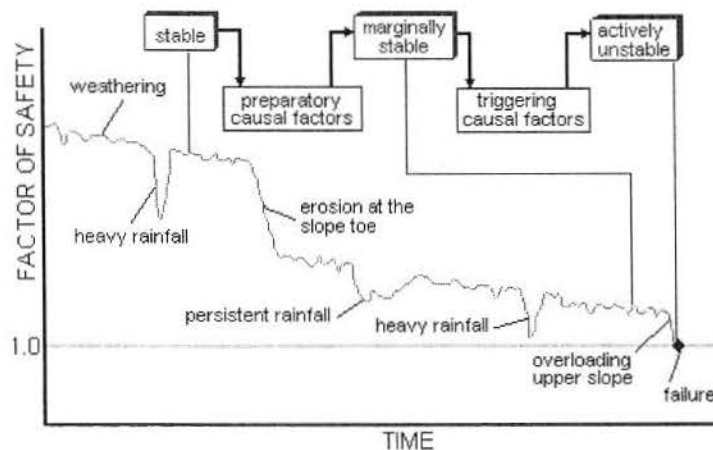 stable
marginally
stable
actively
unstable
preparatory
causal factors
triggering
causal factors
weathering
heavy rainfall
erosion at the
slope toe
persistent rainfall
heavy rainfall
overloading
upper slope
failure
FACTOR OF SAFETY
1.0
TIME